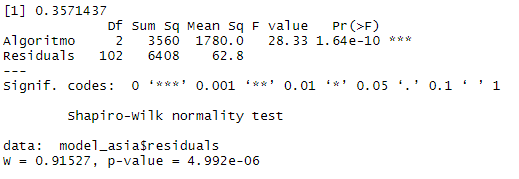 [1] 0.3571437
Df Sum Sq Mean Sq F value Pr(>F)
Algoritmo 2 3560 1780.0 28.33 1.64e-10 ***
Residuals 102 6408 62.8
---
Signif. codes: 0 ‘***’ 0.001 ‘**’ 0.01 ‘*’ 0.05 ‘.’ 0.1 ‘ ’ 1
Shapiro-Wilk normality test
data: model_asia$residuals
W = 0.91527, p-value = 4.992e-06